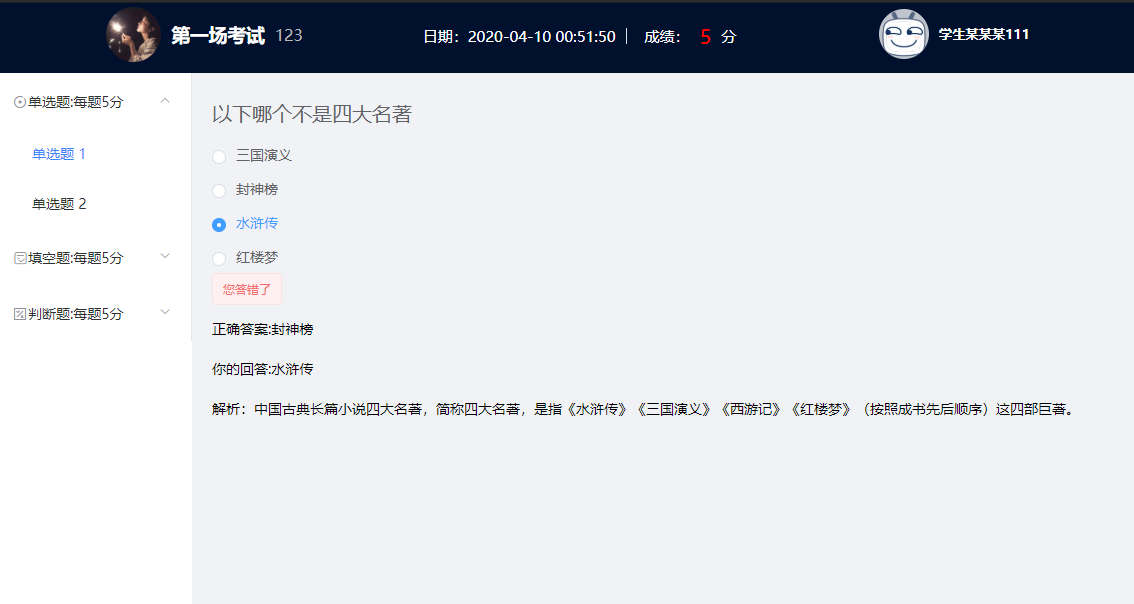 第一场考试 123 日期：2020-04-10 00:51:50 | 成绩： 5 分 学生某某某111
单选题:每题5分
单选题 1
单选题 2
填空题:每题5分
判断题:每题5分
以下哪个不是四大名著
三国演义
封神榜
水浒传
红楼梦
您答错了
正确答案:封神榜
你的回答:水浒传
解析：中国古典长篇小说四大名著，简称四大名著，是指《水浒传》《三国演义》《西游记》《红楼梦》（按照成书先后顺序）这四部巨著。